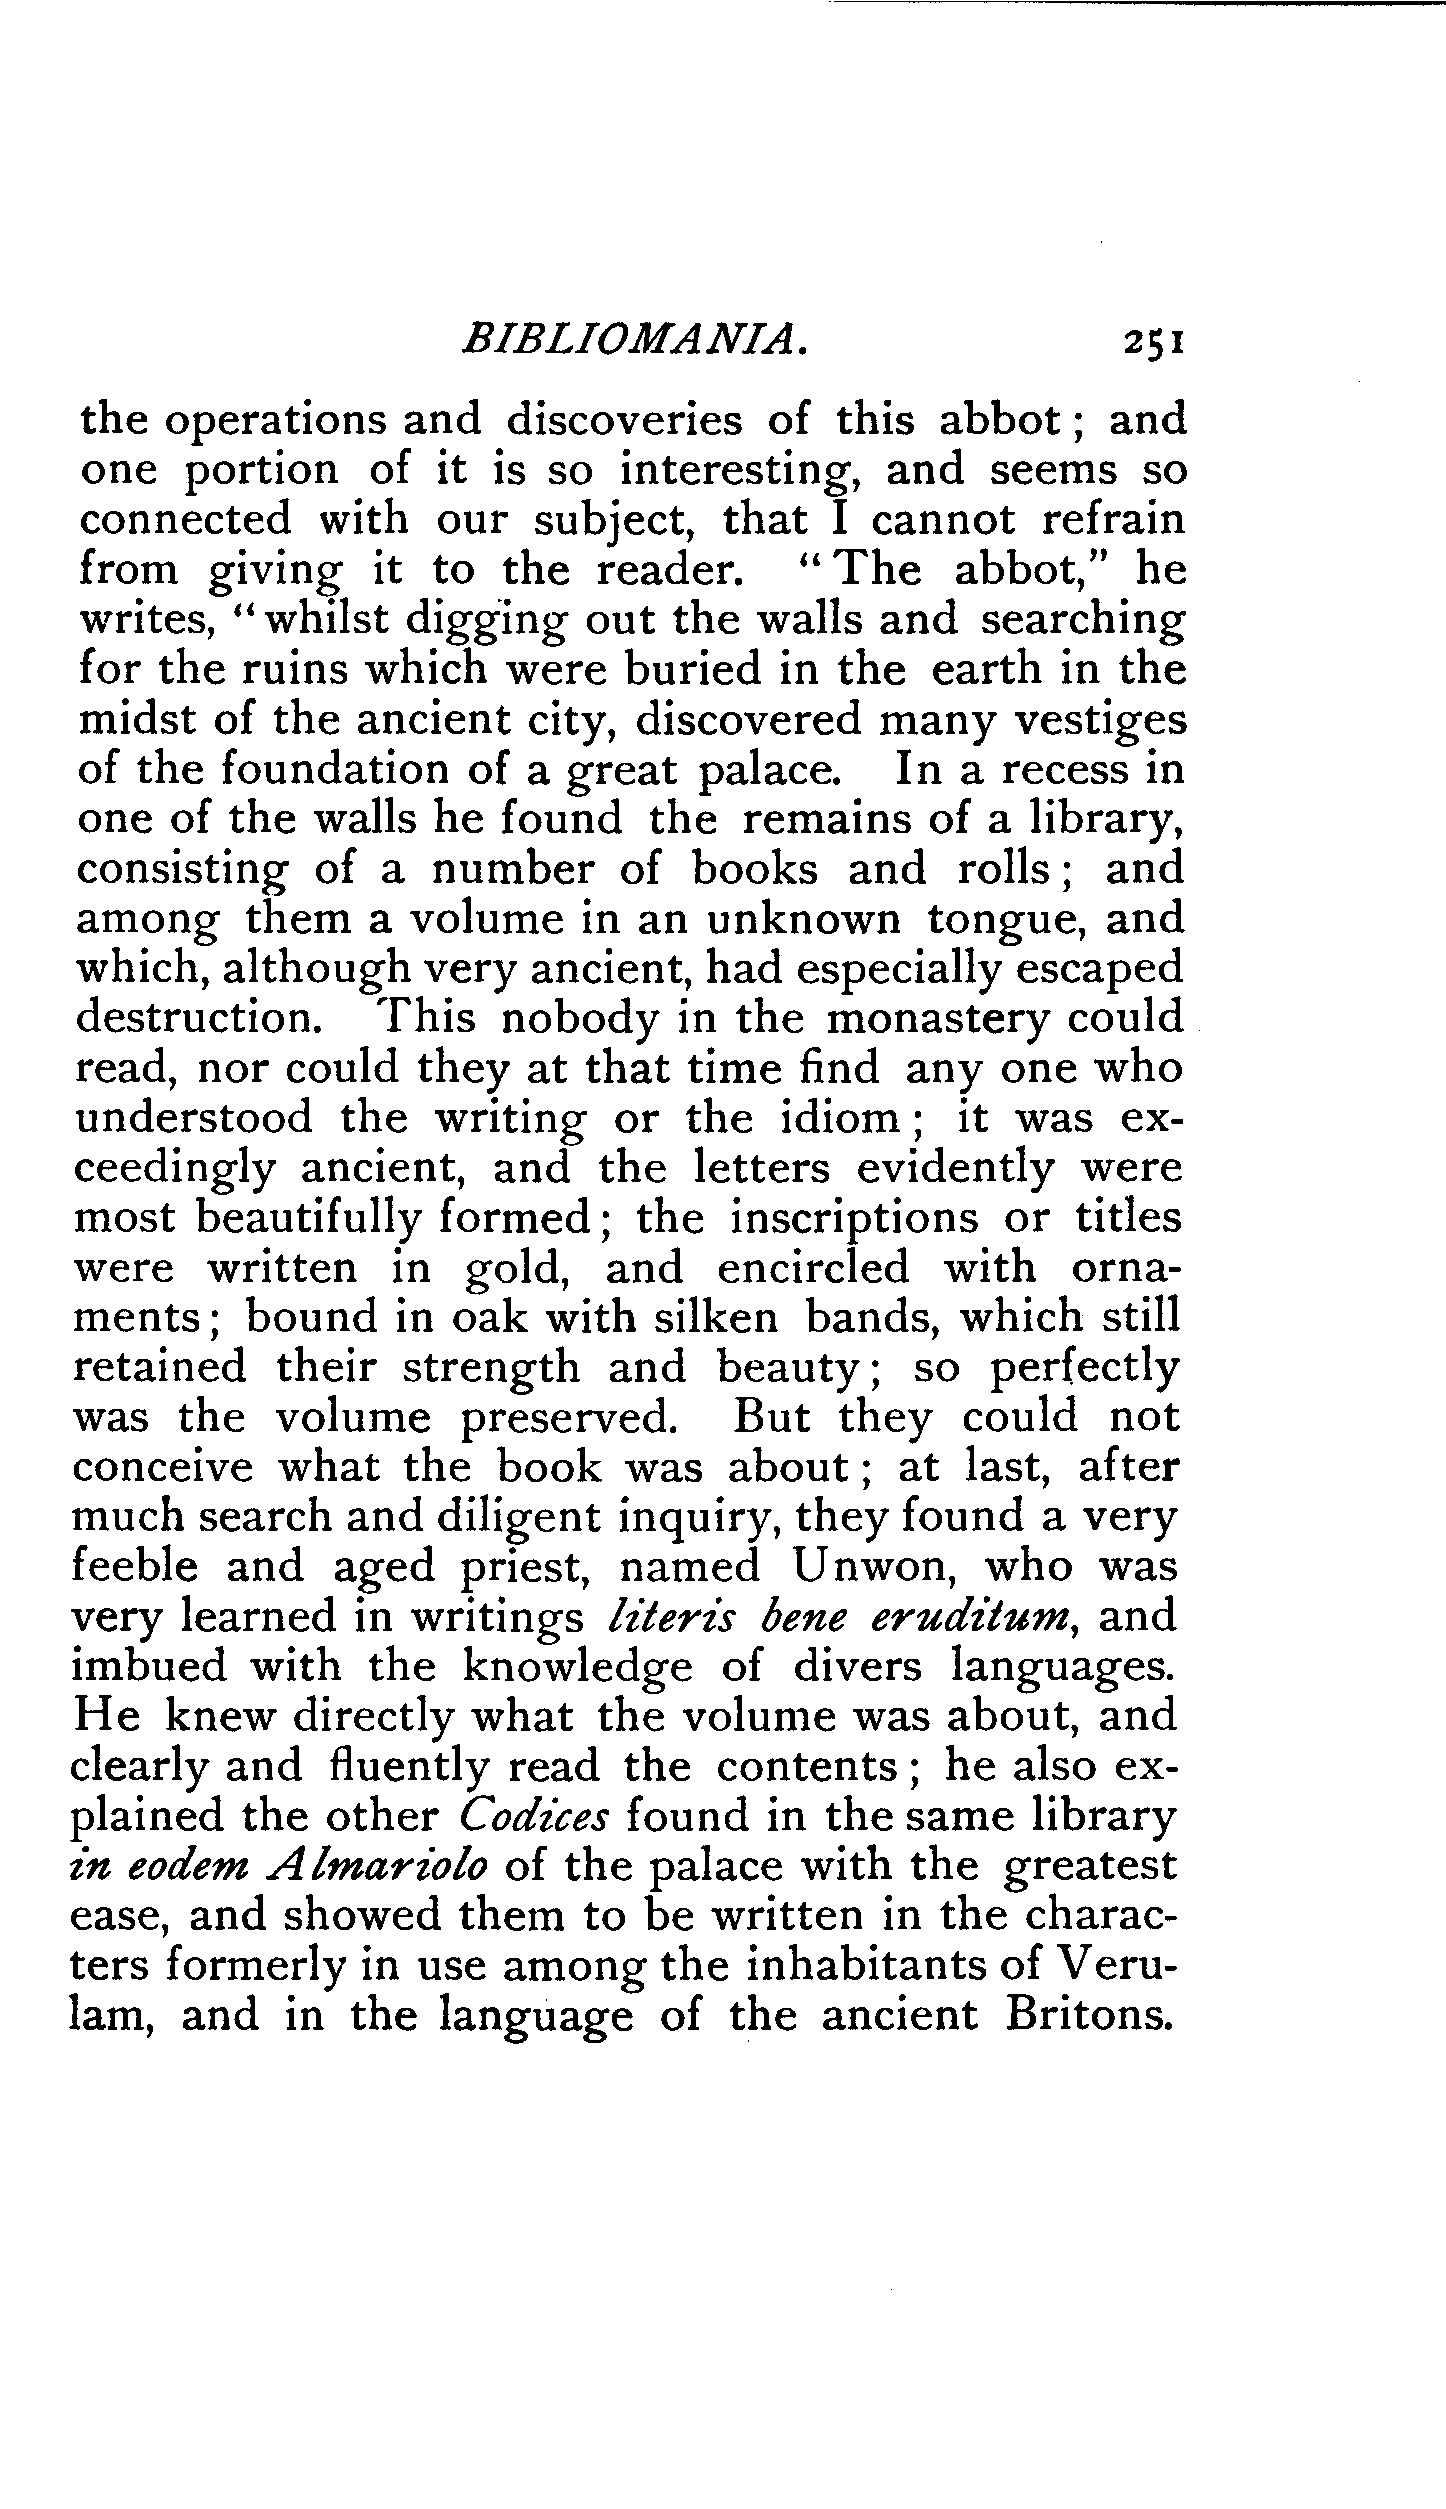 BIBLIOMANIA. 251
the operations and discoveries of this abbot ; and
one portion of it is so interesting, and seems so
connected with our subject, that I cannot refrain
from giving it to the reader. “ The abbot,” he
writes, “ whilst digging out the walls and searching
for the ruins which were buried in the earth in the
midst of the ancient city, discovered many vestiges
of the foundation of a great palace. In a recess in
one of the walls he found the remains of a library,
consisting of a number of books and rolls ; and
among them a volume in an unknown tongue, and
which, although very ancient, had especially escaped
destruction. This nobody in the monastery could
read, nor could they at that time find any one who
understood the writing or the idiom ; it was ex-
ceedingly ancient, and the letters evidently were
most beautifully formed ; the inscriptions or titles
were written in gold, and encircled with orna-
ments ; bound in oak with silken bands, which still
retained their strength and beauty ; so perfectly
was the volume preserved. But they could not
conceive what the book was about ; at last, after
much search and diligent inquiry, they found a very
feeble and aged priest, named Unwon, who was
very learned in writings literis bene eruditum, and
imbued with the knowledge of divers languages.
He knew directly what the volume was about, and
clearly and fluently read the contents ; he also ex-
plained the other Codices found in the same library
in eodem Almariolo of the palace with the greatest
ease, and showed them to be written in the charac-
ters formerly in use among the inhabitants of Veru-
lam, and in the language of the ancient Britons.